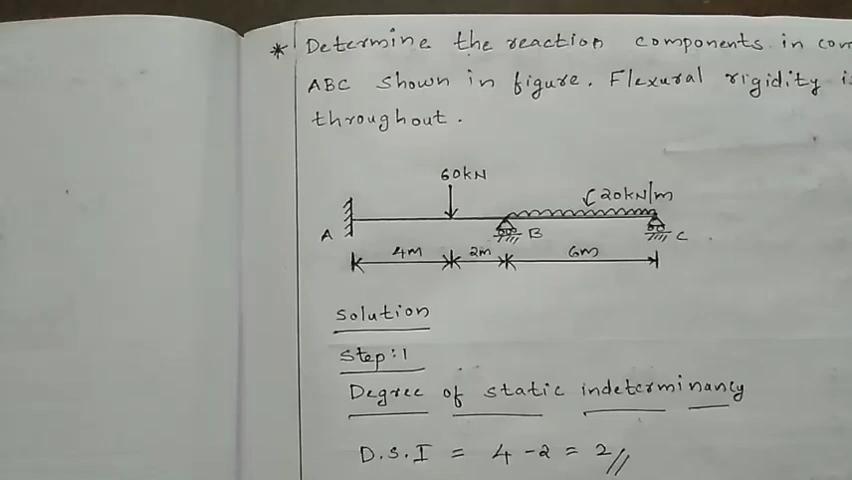 * Determine the reaction components in
ABC shown in figure. Flexural rigidity
throughout.
60kN
20kN/m
A
B
C
4m
2m
6m
Solution
Step:1
Degree of static indeterminancy
D.S.I = 4-2 = 2//